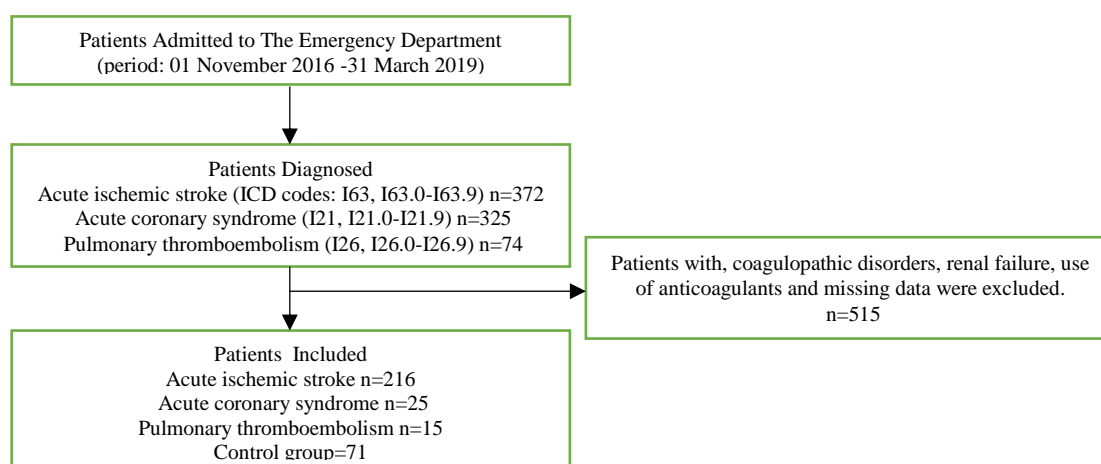 Patients Admitted to The Emergency Department
(period: 01 November 2016 -31 March 2019)
Patients Diagnosed
Acute ischemic stroke (ICD codes: I63, I63.0-I63.9) n=372
Acute coronary syndrome (I21, I21.0-I21.9) n=325
Pulmonary thromboembolism (I26, I26.0-I26.9) n=74
Patients with, coagulopathic disorders, renal failure, use
of anticoagulants and missing data were excluded.
n=515
Patients Included
Acute ischemic stroke n=216
Acute coronary syndrome n=25
Pulmonary thromboembolism n=15
Control group=71